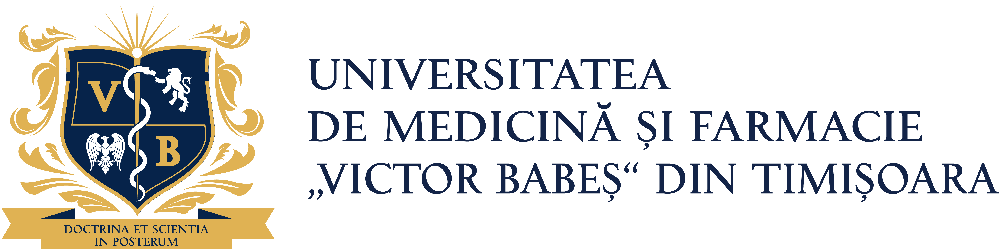 V
B
DOCTRINA ET SCIENTIA
IN POSTERUM
UNIVERSITATEA
DE MEDICINĂ ȘI FARMACIE
„VICTOR BABEȘ“ DIN TIMIȘOARA